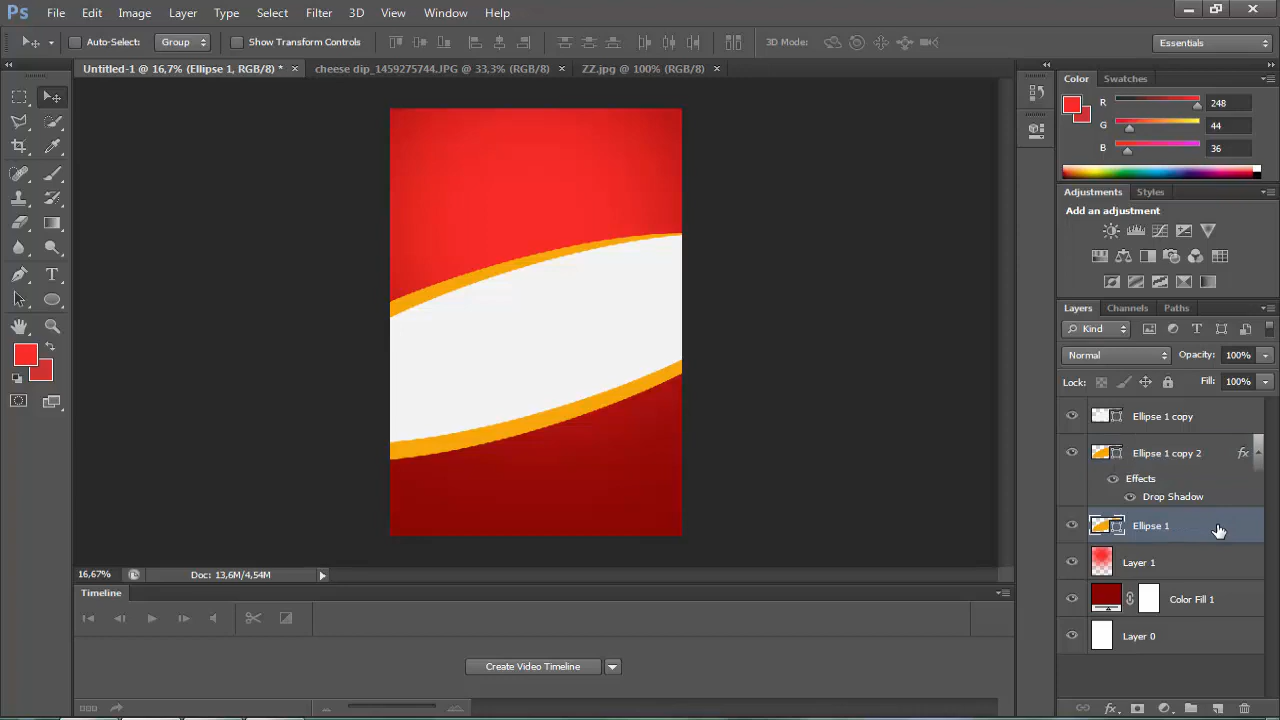 Ps File Edit Image Layer Type Select Filter 3D View Window Help
Auto-Select: Group Show Transform Controls 3D Mode: Essentials
Untitled-1 @ 16,7% (Ellipse 1, RGB/8) * × cheese dip_1459275744.JPG @ 33,3% (RGB/8) × ZZ.jpg @ 100% (RGB/8) ×
Color Swatches
R 248
G 44
B 36
Adjustments Styles
Add an adjustment
Layers Channels Paths
Kind
Normal Opacity: 100%
Lock: Fill: 100%
Ellipse 1 copy
Ellipse 1 copy 2 fx
Effects
Drop Shadow
Ellipse 1
Layer 1
Color Fill 1
Layer 0
16,67% Doc: 13,6M/4,54M
Timeline
Create Video Timeline